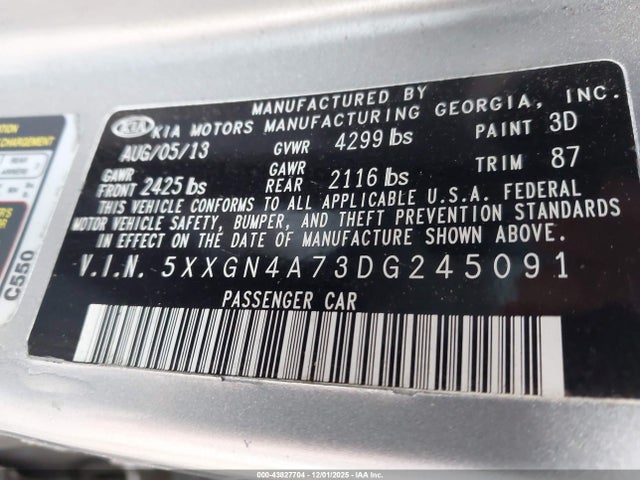 MANUFACTURED BY
KIA KIA MOTORS MANUFACTURING GEORGIA, INC.
AUG/05/13 GVWR 4299 lbs PAINT 3D
GAWR FRONT 2425 lbs GAWR REAR 2116 lbs TRIM 87
THIS VEHICLE CONFORMS TO ALL APPLICABLE U.S.A. FEDERAL
MOTOR VEHICLE SAFETY, BUMPER, AND THEFT PREVENTION STANDARDS
IN EFFECT ON THE DATE OF MANUFACTURE SHOWN ABOVE.
V.I.N. 5XXGN4A73DG245091
PASSENGER CAR
C550
000-43827704 - 12/01/2025 - IAAI.COM